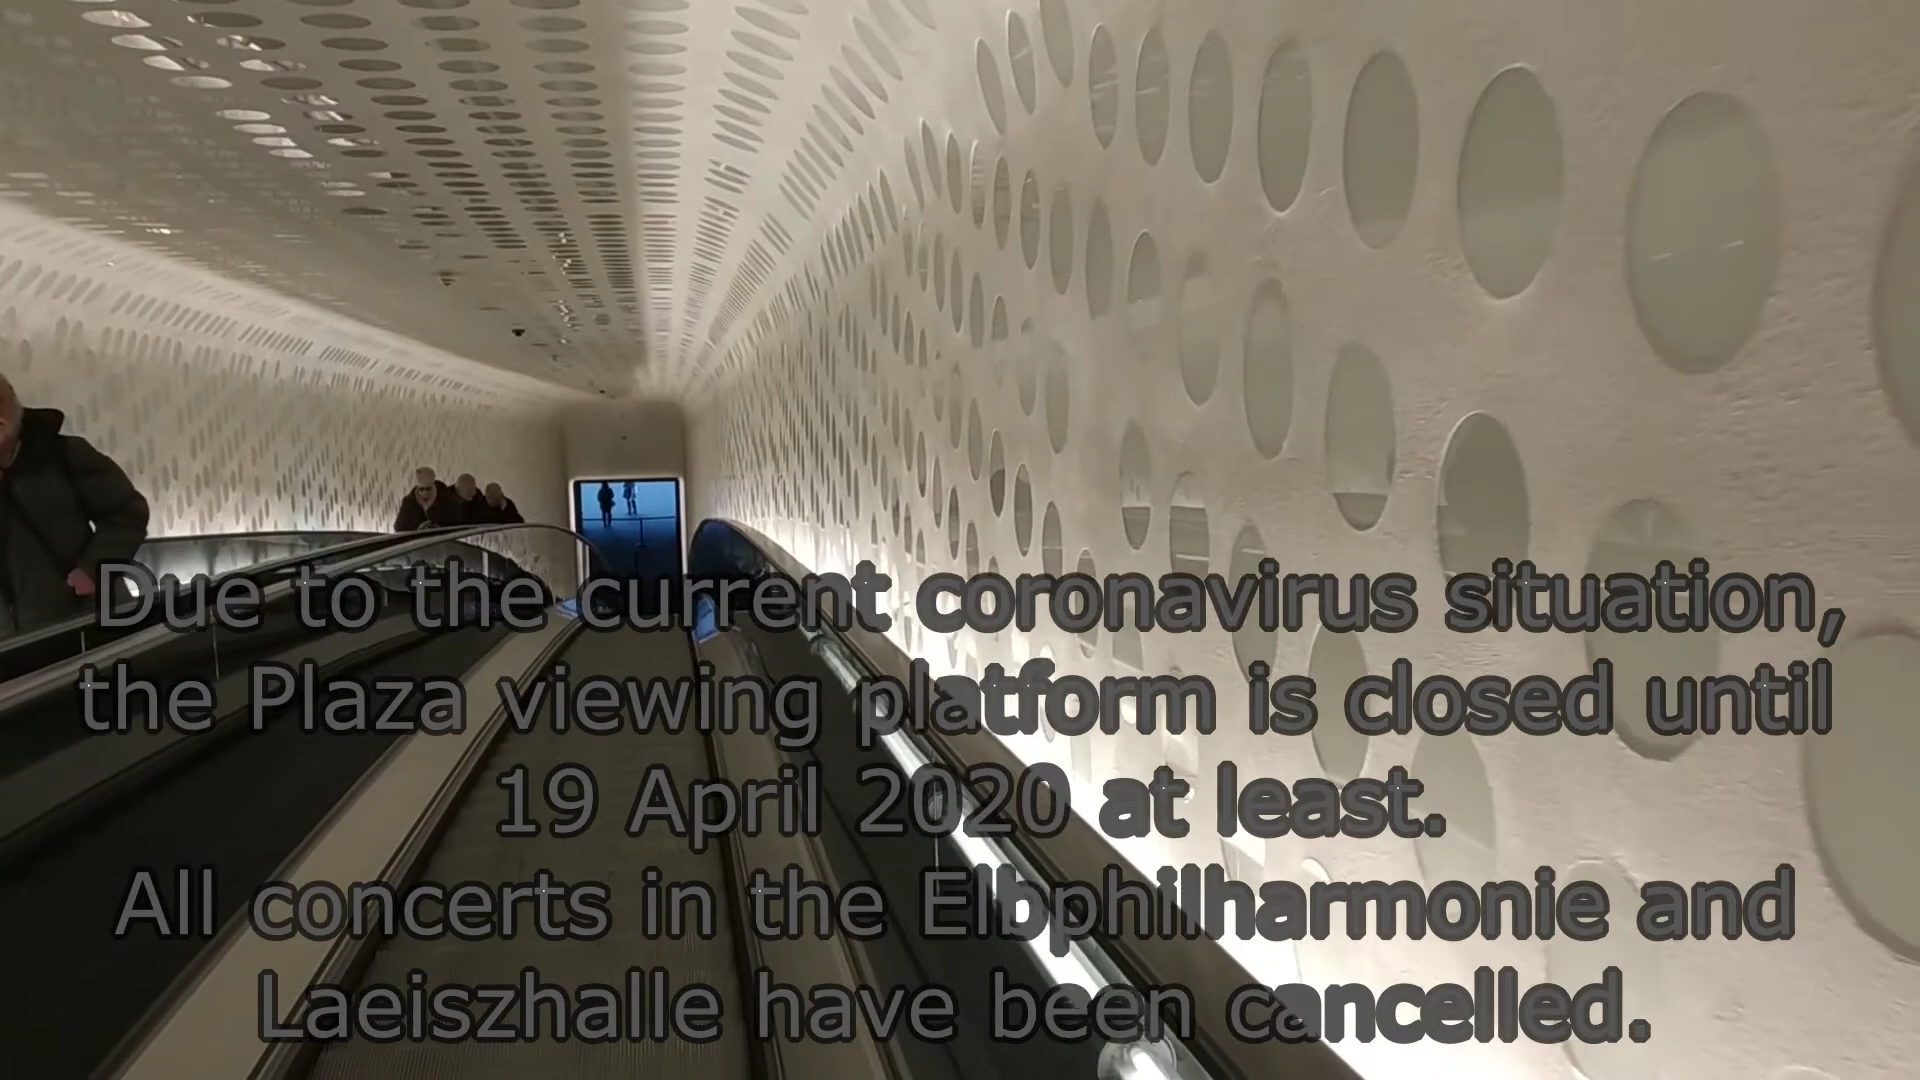 Due to the current coronavirus situation,
the Plaza viewing platform is closed until
19 April 2020 at least.
All concerts in the Elbphilharmonie and
Laeiszhalle have been cancelled.